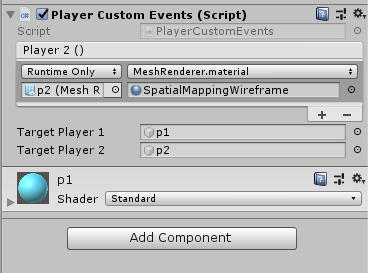 Player Custom Events (Script)
Script PlayerCustomEvents
Player 2 ()
Runtime Only MeshRenderer.material
p2 (Mesh R SpatialMappingWireframe
+ −
Target Player 1 p1
Target Player 2 p2
p1
Shader Standard
Add Component